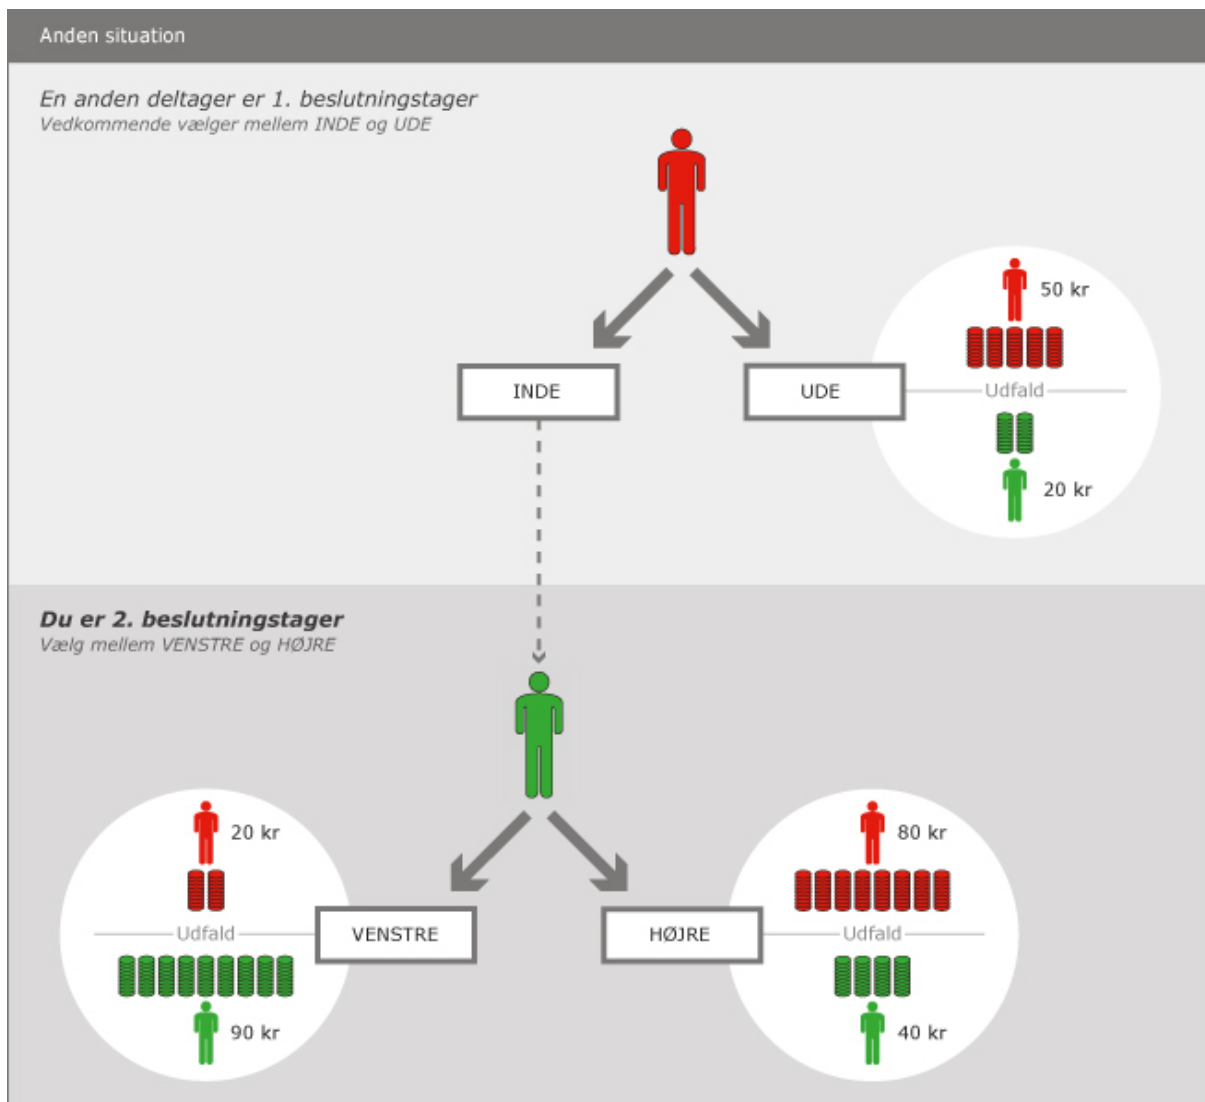 Anden situation
En anden deltager er 1. beslutningstager
Vedkommende vælger mellem INDE og UDE
50 kr
INDE
UDE
Udfald
20 kr
Du er 2. beslutningstager
Vælg mellem VENSTRE og HØJRE
20 kr
80 kr
Udfald
VENSTRE
HØJRE
Udfald
90 kr
40 kr